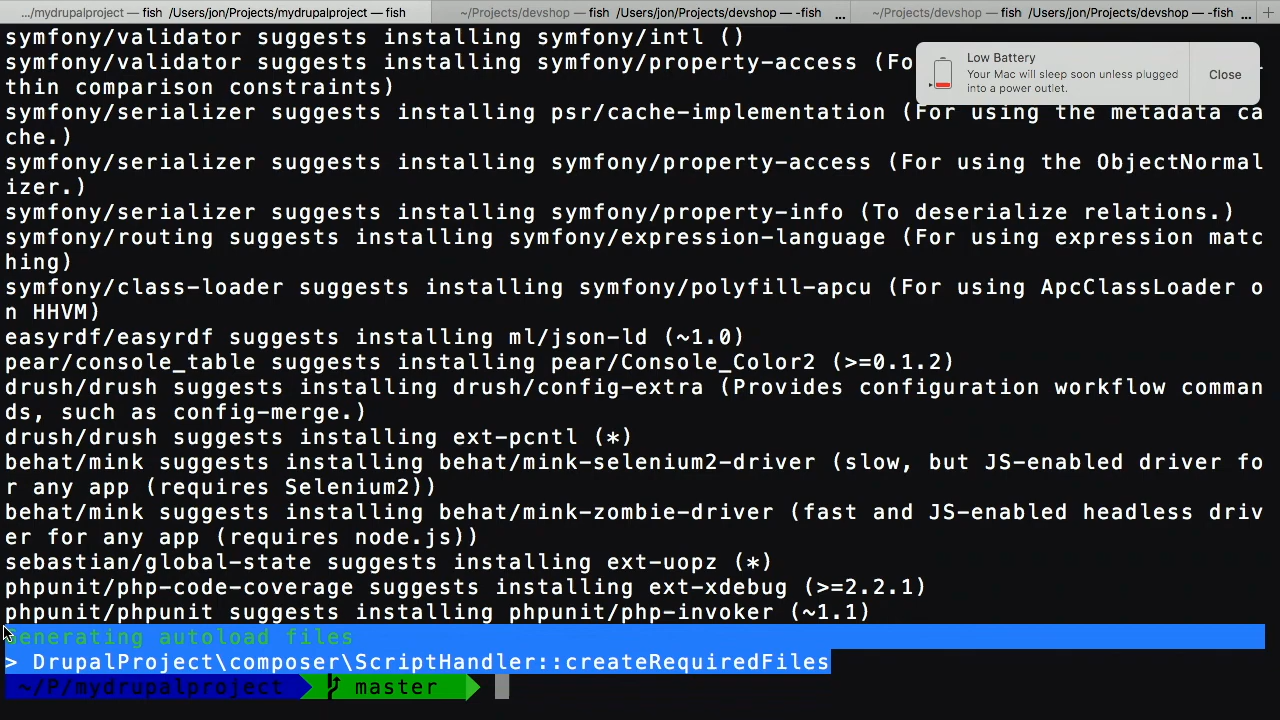 .../mydrupalproject — fish /Users/jon/Projects/mydrupalproject — fish
~/Projects/devshop — fish /Users/jon/Projects/devshop — -fish ...
~/Projects/devshop — fish /Users/jon/Projects/devshop — -fish ... +
symfony/validator suggests installing symfony/intl ()
symfony/validator suggests installing symfony/property-access (Fo
thin comparison constraints)
Low Battery
Your Mac will sleep soon unless plugged
into a power outlet.
Close
symfony/serializer suggests installing psr/cache-implementation (For using the metadata ca
che.)
symfony/serializer suggests installing symfony/property-access (For using the ObjectNormal
izer.)
symfony/serializer suggests installing symfony/property-info (To deserialize relations.)
symfony/routing suggests installing symfony/expression-language (For using expression matc
hing)
symfony/class-loader suggests installing symfony/polyfill-apcu (For using ApcClassLoader o
n HHVM)
easyrdf/easyrdf suggests installing ml/json-ld (~1.0)
pear/console_table suggests installing pear/Console_Color2 (>=0.1.2)
drush/drush suggests installing drush/config-extra (Provides configuration workflow comman
ds, such as config-merge.)
drush/drush suggests installing ext-pcntl (*)
behat/mink suggests installing behat/mink-selenium2-driver (slow, but JS-enabled driver fo
r any app (requires Selenium2))
behat/mink suggests installing behat/mink-zombie-driver (fast and JS-enabled headless driv
er for any app (requires node.js))
sebastian/global-state suggests installing ext-uopz (*)
phpunit/php-code-coverage suggests installing ext-xdebug (>=2.2.1)
phpunit/phpunit suggests installing phpunit/php-invoker (~1.1)
Generating autoload files
> DrupalProject\composer\ScriptHandler::createRequiredFiles
~/P/mydrupalproject master